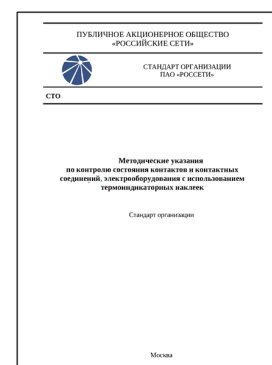 ПУБЛИЧНОЕ АКЦИОНЕРНОЕ ОБЩЕСТВО
«РОССИЙСКИЕ СЕТИ»
СТАНДАРТ ОРГАНИЗАЦИИ
ПАО «РОССЕТИ»
СТО
Методические указания
по контролю состояния контактов и контактных
соединений, электрооборудования с использованием
термоиндикаторных наклеек
Стандарт организации
Москва